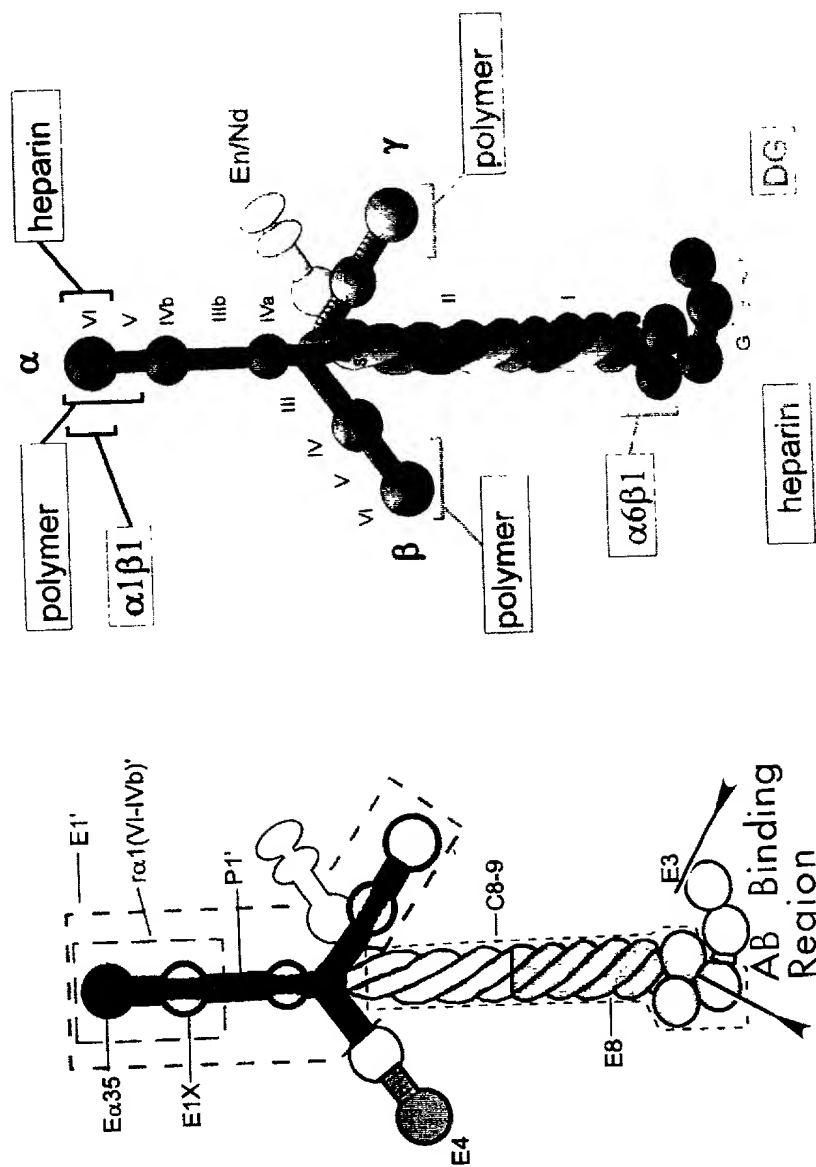 E1'
rα1(VI-IVb)'
P1'
Eα35
E1X
E4
C8-9
E8
E3
AB Binding
Region
α
heparin
polymer
α1β1
VI
V
IVb
IIIb
IVa
En/Nd
γ
polymer
III
IV
V
VI
β
polymer
II
I
α6β1
G
heparin
DG